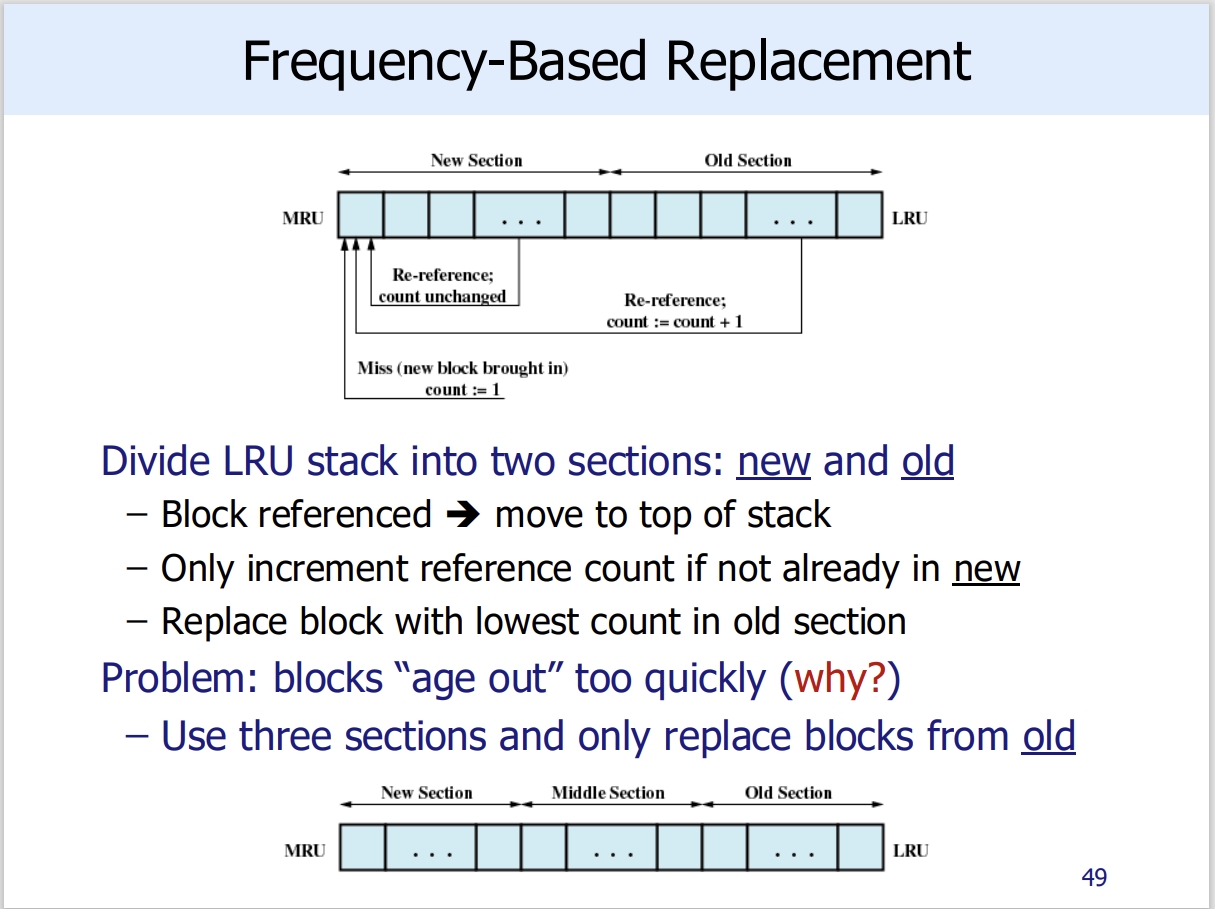 Frequency-Based Replacement
New Section
Old Section
MRU
. . .
. . .
LRU
Re-reference;
count unchanged
Re-reference;
count := count + 1
Miss (new block brought in)
count := 1
Divide LRU stack into two sections: new and old
– Block referenced ➔ move to top of stack
– Only increment reference count if not already in new
– Replace block with lowest count in old section
Problem: blocks “age out” too quickly (why?)
– Use three sections and only replace blocks from old
New Section
Middle Section
Old Section
MRU
. . .
. . .
. . .
LRU
49